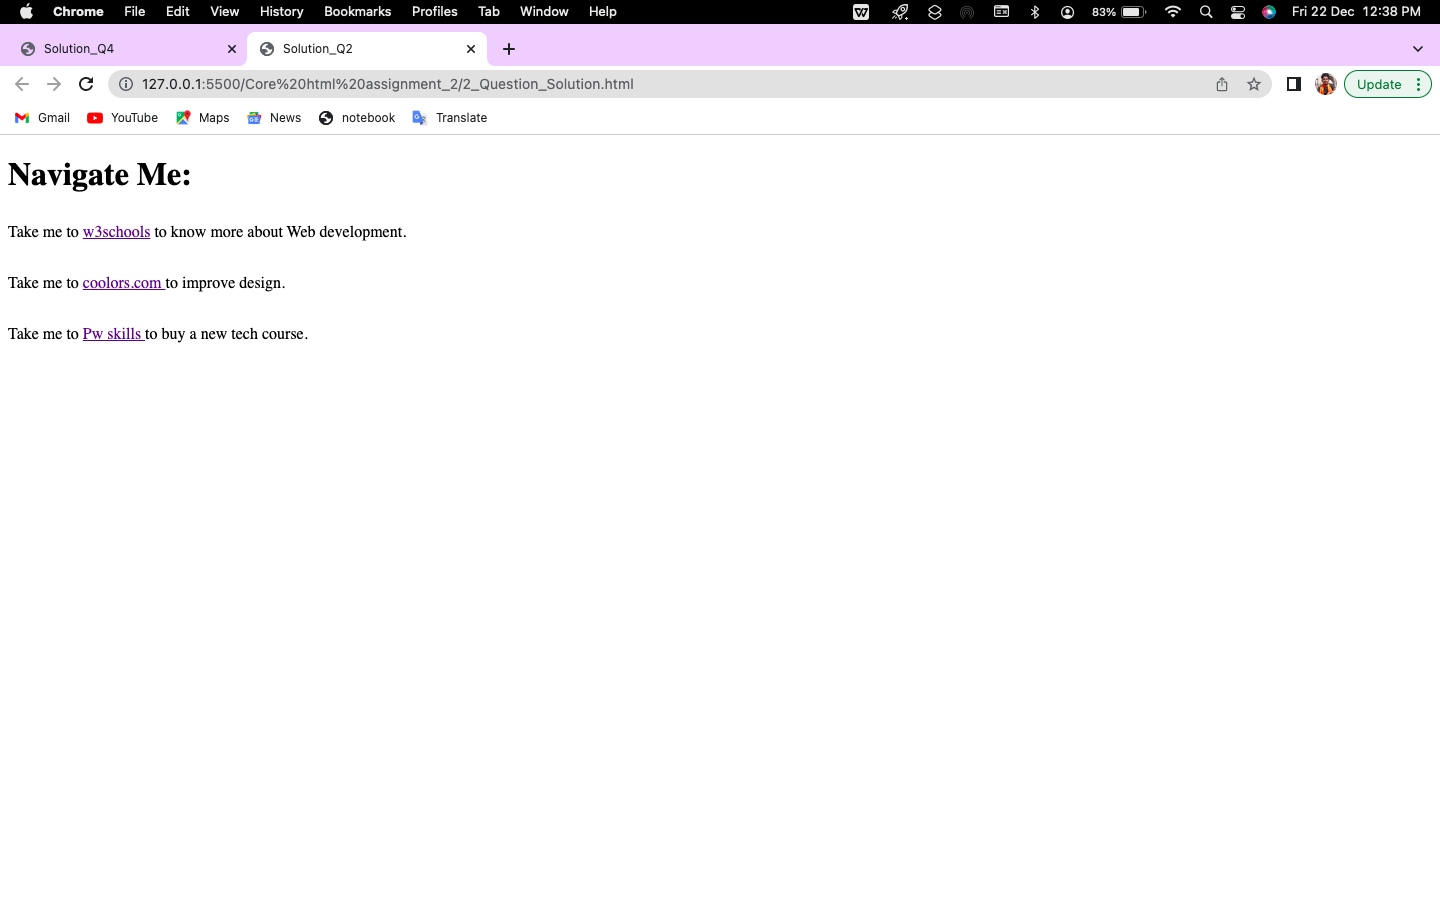 Chrome File Edit View History Bookmarks Profiles Tab Window Help 83% Fri 22 Dec 12:38 PM
Solution_Q4 Solution_Q2
127.0.0.1:5500/Core%20html%20assignment_2/2_Question_Solution.html Update
Gmail YouTube Maps News notebook Translate
Navigate Me:
Take me to w3schools to know more about Web development.
Take me to coolors.com to improve design.
Take me to Pw skills to buy a new tech course.